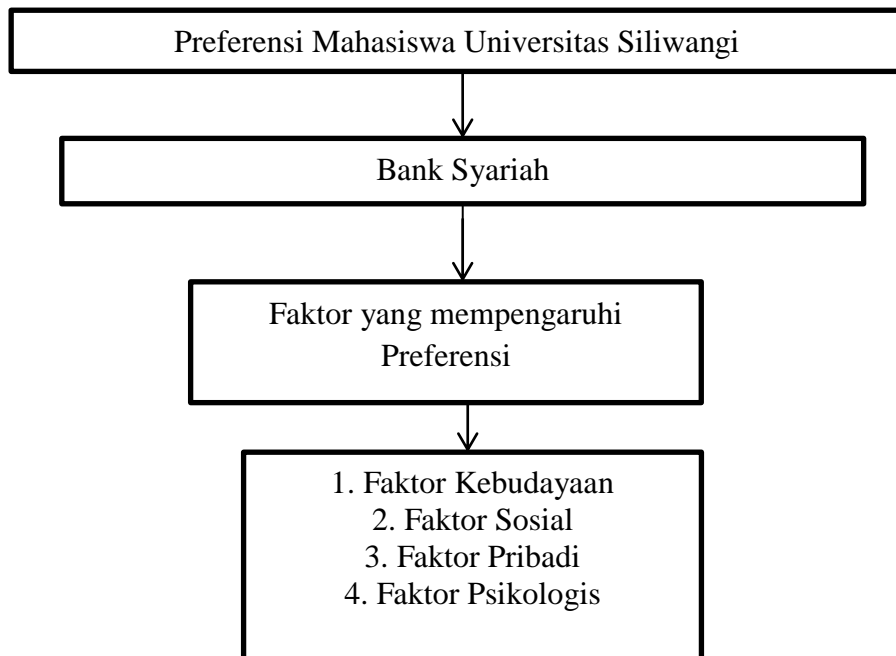 Preferensi Mahasiswa Universitas Siliwangi
Bank Syariah
Faktor yang mempengaruhi
Preferensi
1. Faktor Kebudayaan
2. Faktor Sosial
3. Faktor Pribadi
4. Faktor Psikologis